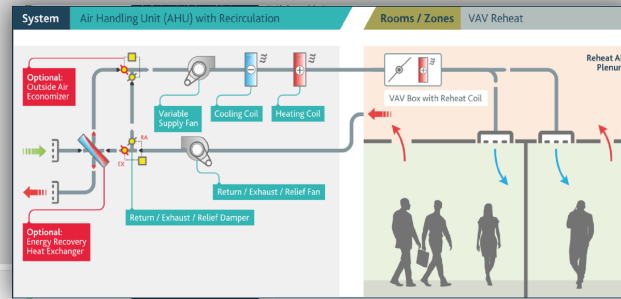 System
Air Handling Unit (AHU) with Recirculation
Rooms / Zones
VAV Reheat
Optional:
Outside Air
Economizer
Variable
Supply Fan
Cooling Coil
Heating Coil
VAV Box with Reheat Coil
RA
EX
Return / Exhaust / Relief Fan
Return / Exhaust / Relief Damper
Optional:
Energy Recovery
Heat Exchanger
Plenum